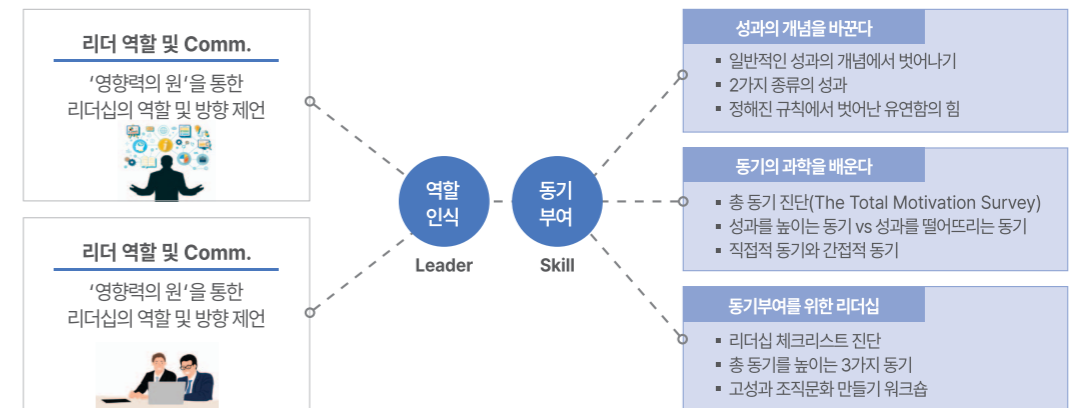 리더 역할 및 Comm.
‘영향력의 원‘을 통한
리더십의 역할 및 방향 제언
리더 역할 및 Comm.
‘영향력의 원‘을 통한
리더십의 역할 및 방향 제언
역할
인식
Leader
동기
부여
Skill
성과의 개념을 바꾼다
▪ 일반적인 성과의 개념에서 벗어나기
▪ 2가지 종류의 성과
▪ 정해진 규칙에서 벗어난 유연함의 힘
동기의 과학을 배운다
▪ 총 동기 진단(The Total Motivation Survey)
▪ 성과를 높이는 동기 vs 성과를 떨어뜨리는 동기
▪ 직접적 동기와 간접적 동기
동기부여를 위한 리더십
▪ 리더십 체크리스트 진단
▪ 총 동기를 높이는 3가지 동기
▪ 고성과 조직문화 만들기 워크숍